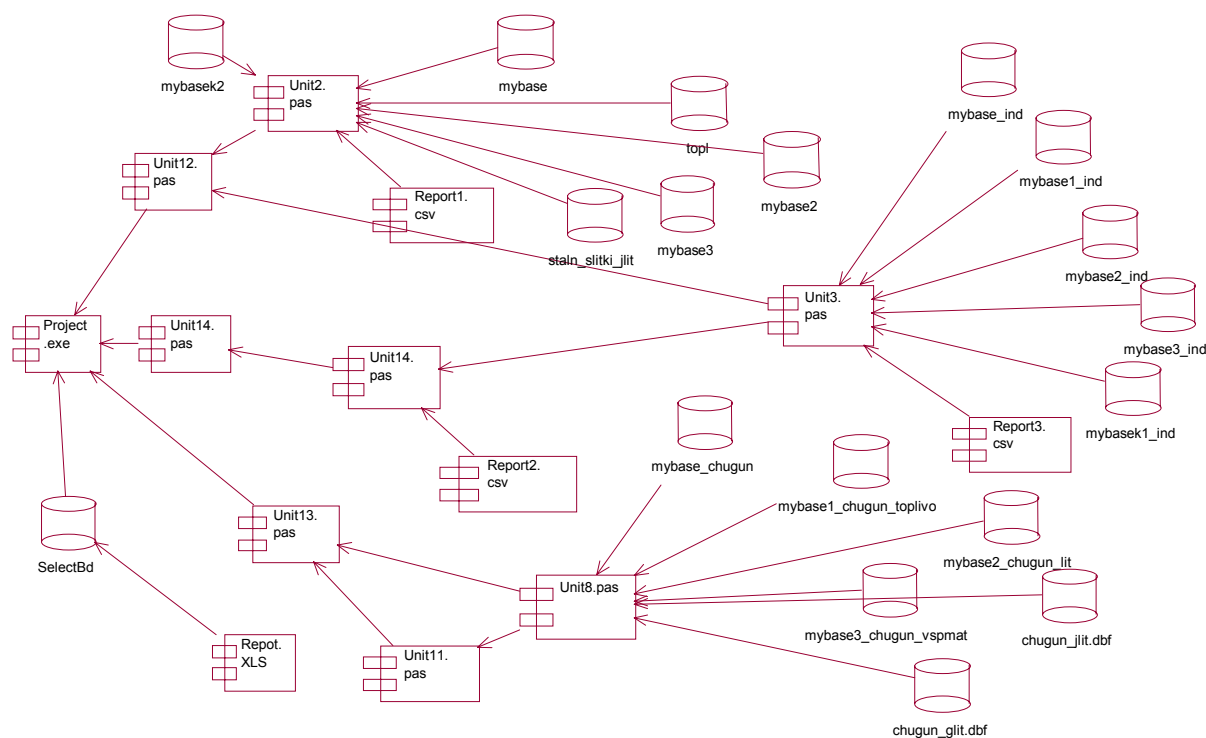 mybasek2
Unit2.
pas
mybase
topl
mybase2
mybase_ind
mybase1_ind
Unit12.
pas
Report1.
csv
staln_slitki_jlit
mybase3
mybase2_ind
Unit3.
pas
mybase3_ind
Project
.exe
Unit14.
pas
Unit14.
pas
mybasek1_ind
Report3.
csv
Report2.
csv
mybase_chugun
mybase1_chugun_toplivo
SelectBd
Unit13.
pas
mybase2_chugun_lit
Unit8.pas
mybase3_chugun_vspmat
chugun_jlit.dbf
Repot.
XLS
Unit11.
pas
chugun_glit.dbf